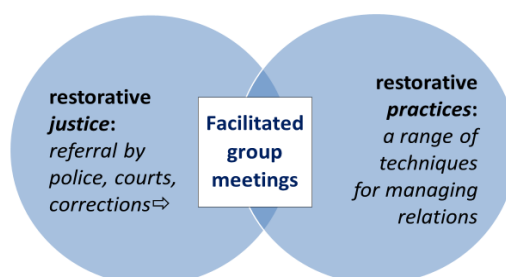 restorative
justice:
referral by
police, courts,
corrections⇨
Facilitated
group
meetings
restorative
practices:
a range of
techniques
for managing
relations